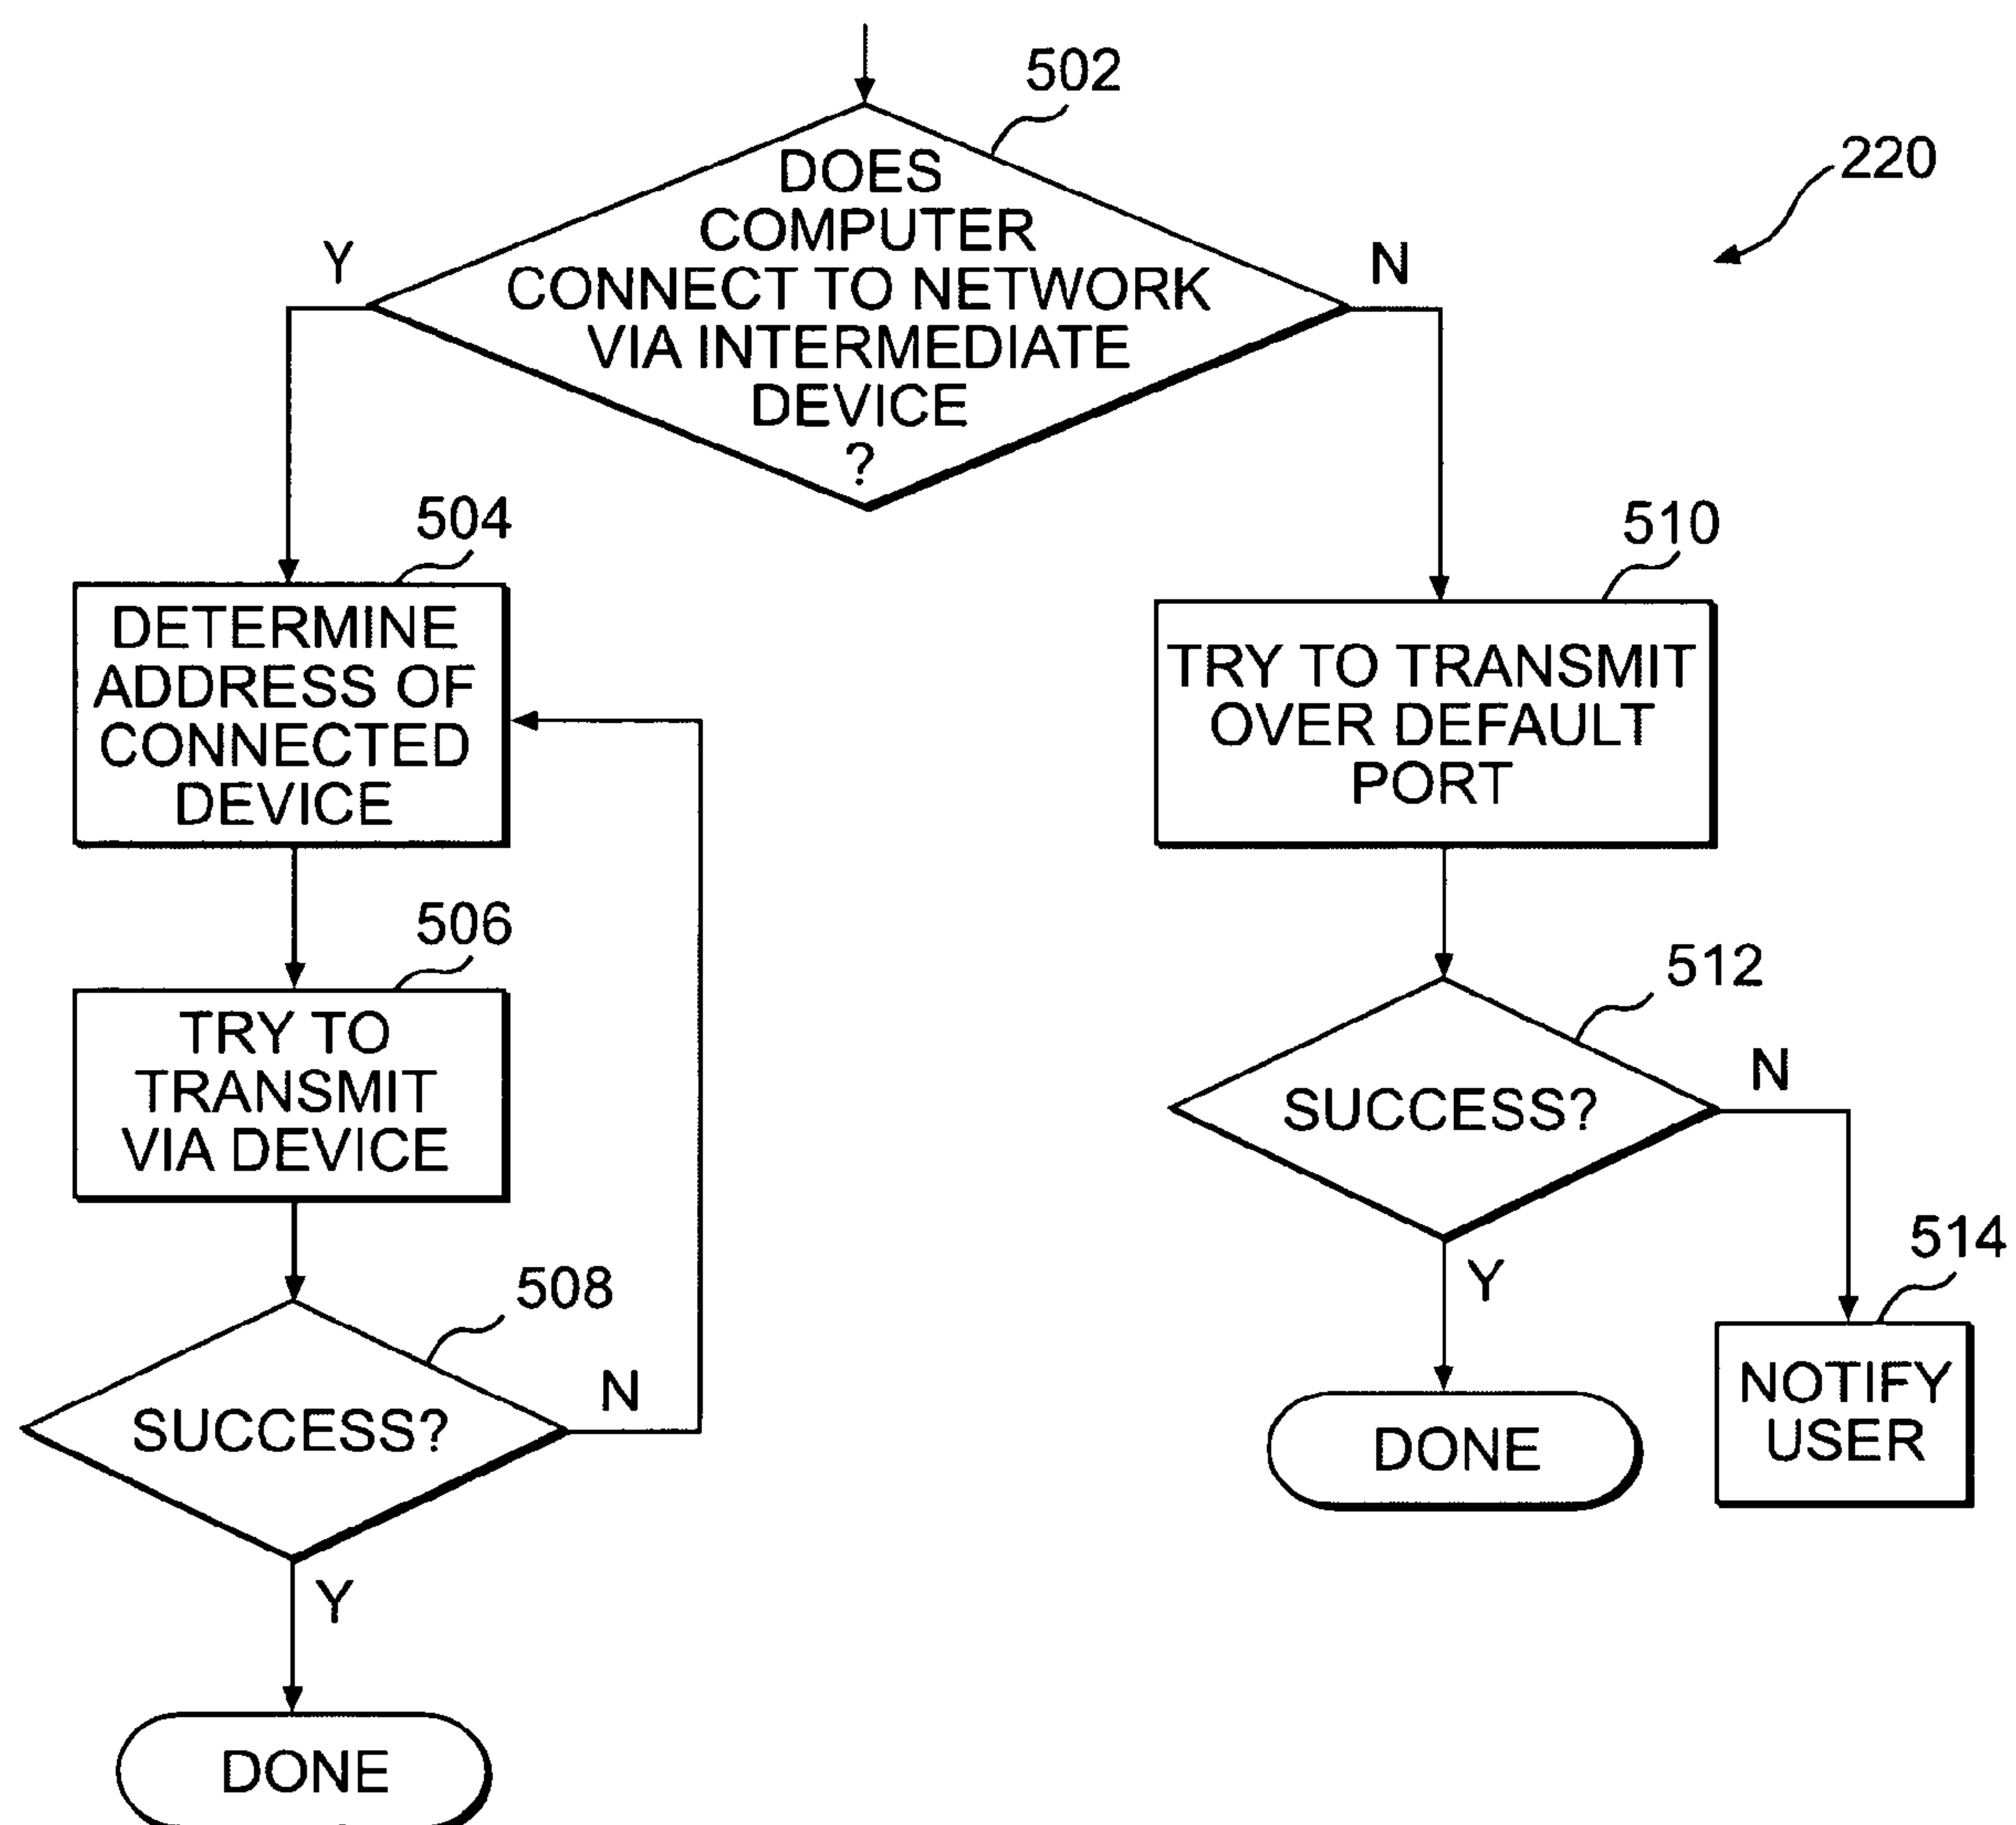 502
220
DOES
COMPUTER
CONNECT TO NETWORK
VIA INTERMEDIATE
DEVICE
?
Y
N
504
DETERMINE
ADDRESS OF
CONNECTED
DEVICE
510
TRY TO TRANSMIT
OVER DEFAULT
PORT
506
TRY TO
TRANSMIT
VIA DEVICE
512
SUCCESS?
N
Y
508
SUCCESS?
N
Y
514
NOTIFY
USER
DONE
DONE